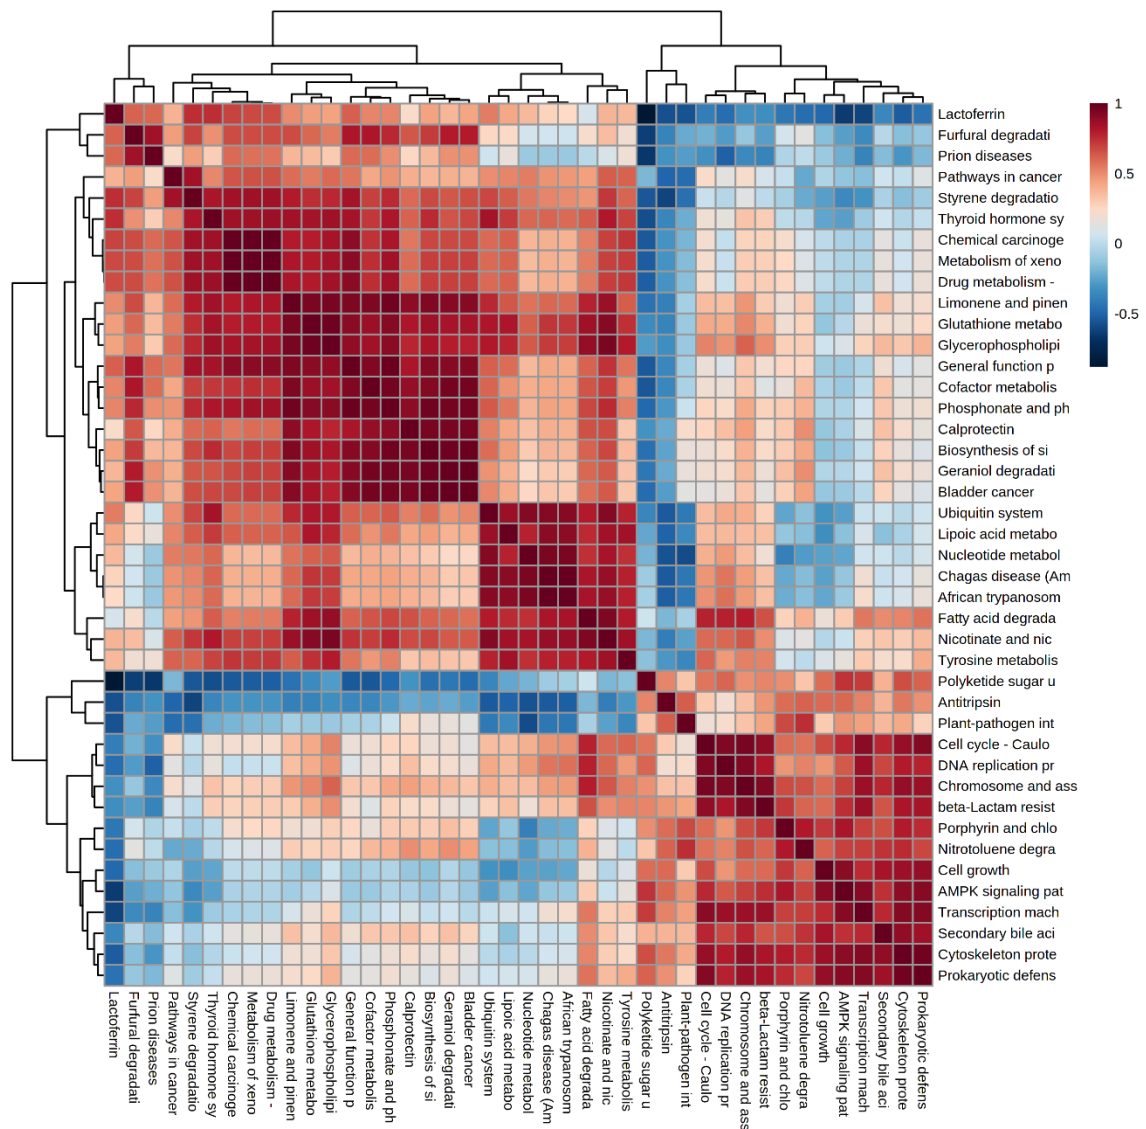 1
0.5
0
-0.5
Lactoferrin
Furfural degradati
Prion diseases
Pathways in cancer
Styrene degradatio
Thyroid hormone sy
Chemical carcinoge
Metabolism of xeno
Drug metabolism -
Limonene and pinen
Glutathione metabo
Glycerophospholipi
General function p
Cofactor metabolis
Phosphonate and ph
Calprotectin
Biosynthesis of si
Geraniol degradati
Bladder cancer
Ubiquitin system
Lipoic acid metabo
Nucleotide metabol
Chagas disease (Am
African trypanosom
Fatty acid degrada
Nicotinate and nic
Tyrosine metabolis
Polyketide sugar u
Antitripsin
Plant-pathogen int
Cell cycle - Caulo
DNA replication pr
Chromosome and ass
beta-Lactam resist
Porphyrin and chlo
Nitrotoluene degra
Cell growth
AMPK signaling pat
Transcription mach
Secondary bile aci
Cytoskeleton prote
Prokaryotic defens
Lactoferrin
Furfural degradati
Prion diseases
Pathways in cancer
Styrene degradatio
Thyroid hormone sy
Chemical carcinoge
Metabolism of xeno
Drug metabolism -
Limonene and pinen
Glutathione metabo
Glycerophospholipi
General function p
Cofactor metabolis
Phosphonate and ph
Calprotectin
Biosynthesis of si
Geraniol degradati
Bladder cancer
Ubiquitin system
Lipoic acid metabo
Nucleotide metabol
Chagas disease (Am
African trypanosom
Fatty acid degrada
Nicotinate and nic
Tyrosine metabolis
Polyketide sugar u
Antitripsin
Plant-pathogen int
Cell cycle - Caulo
DNA replication pr
Chromosome and ass
beta-Lactam resist
Porphyrin and chlo
Nitrotoluene degra
Cell growth
AMPK signaling pat
Transcription mach
Secondary bile aci
Cytoskeleton prote
Prokaryotic defens